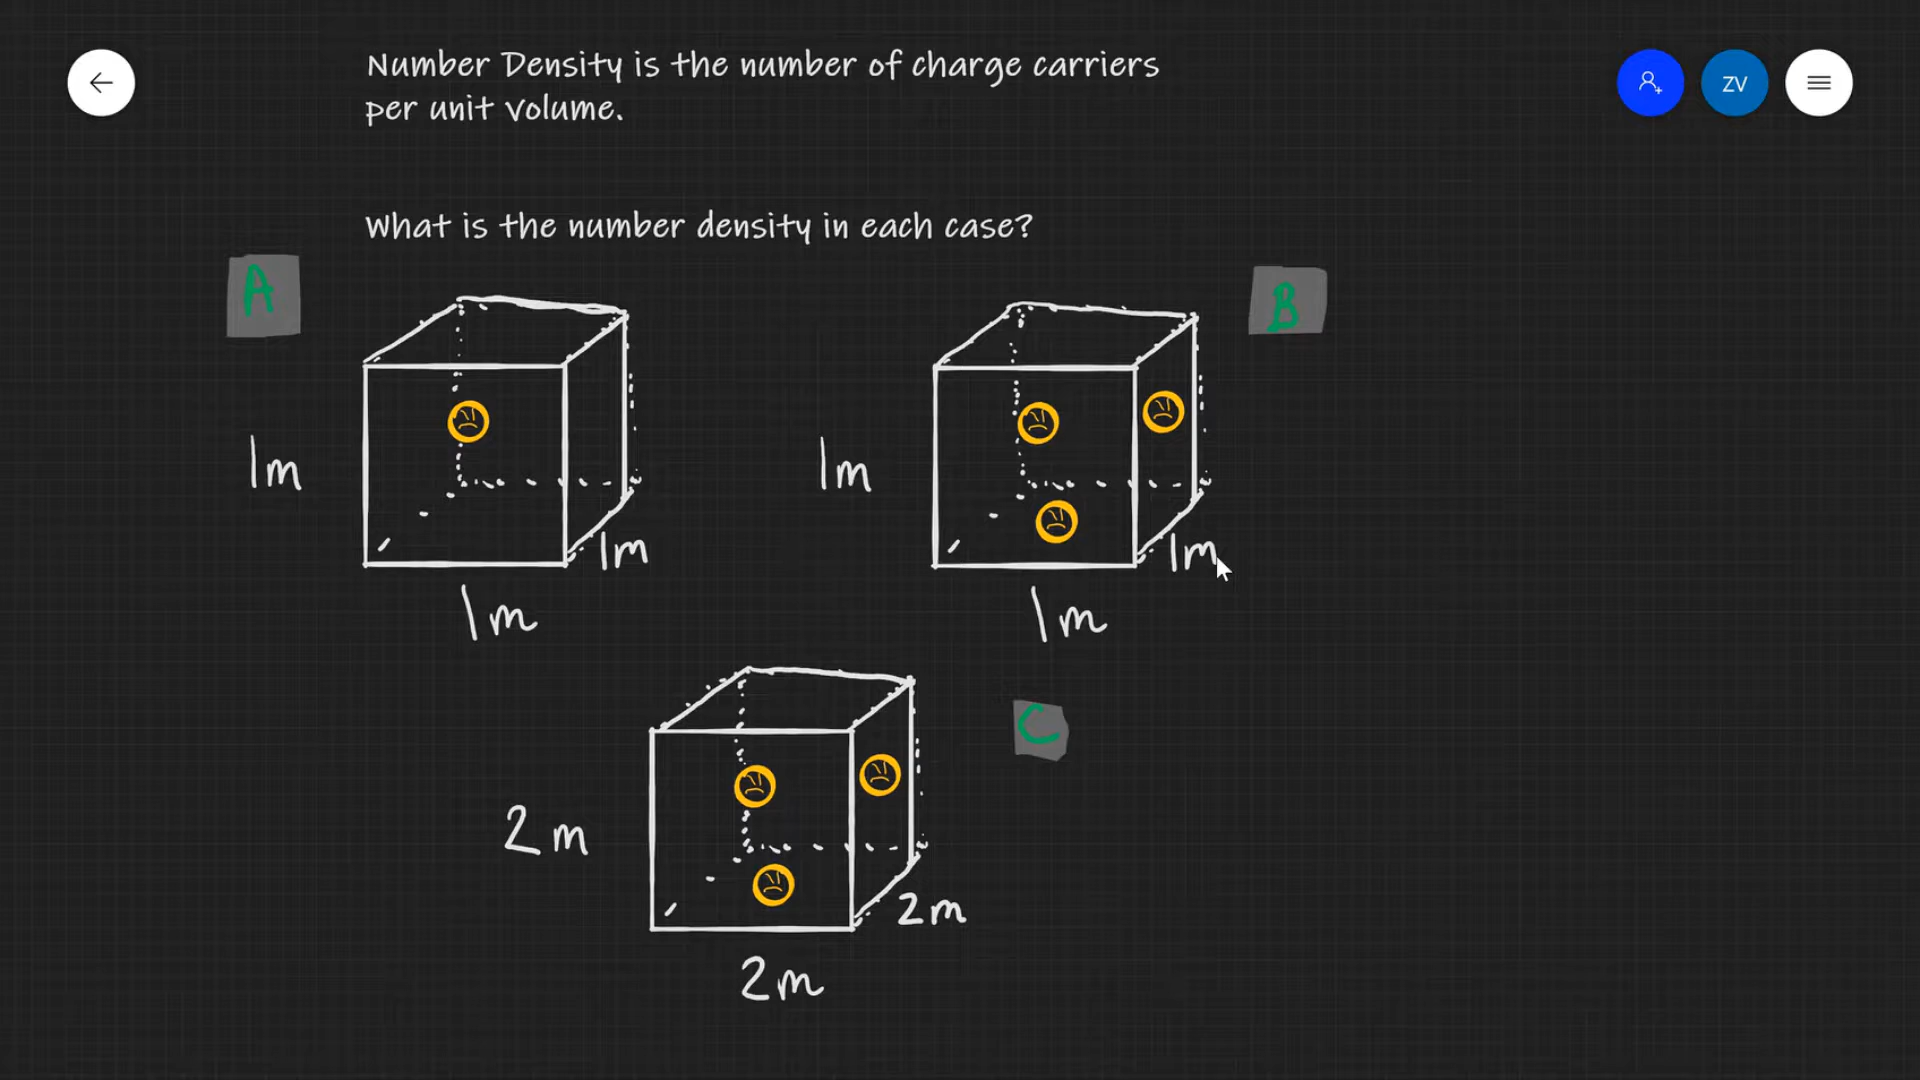 Number Density is the number of charge carriers
per unit volume.
ZV
What is the number density in each case?
A
B
1m
1m
1m
1m
1m
1m
C
2m
2m
2m